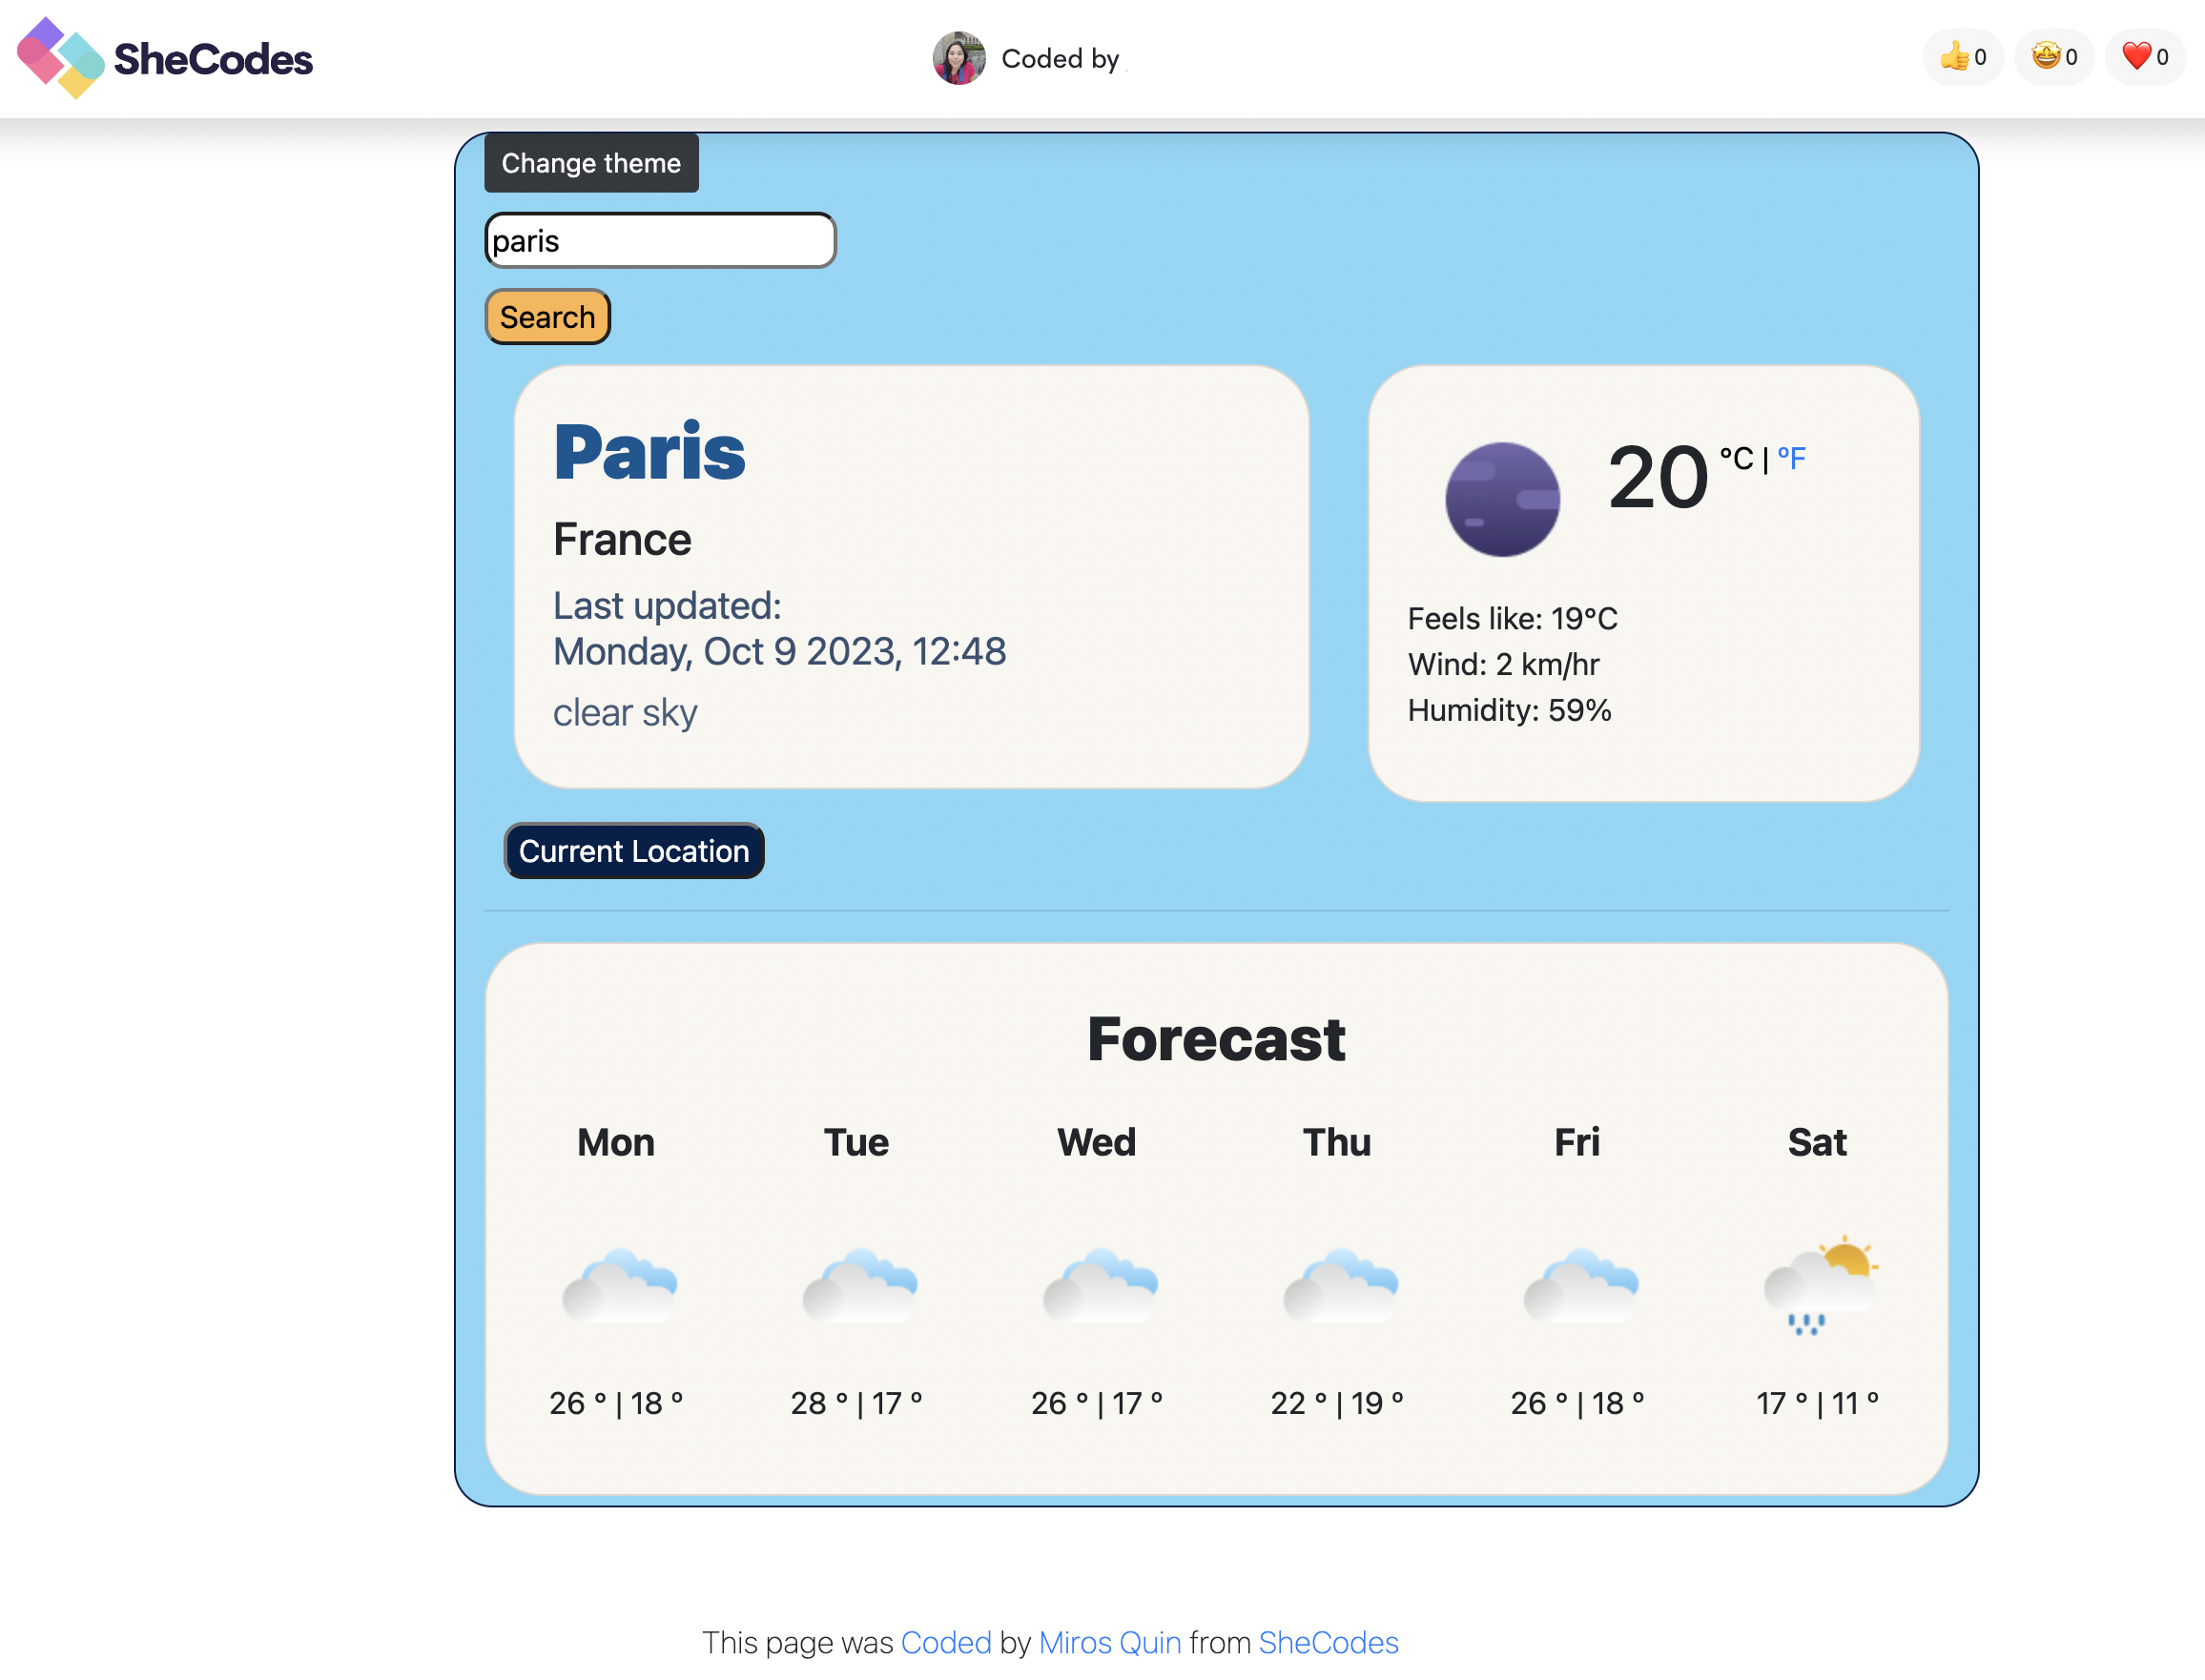 SheCodes
Coded by
👍 0 🤩 0 ❤️ 0
Change theme
paris
Search
Paris
France
Last updated:
Monday, Oct 9 2023, 12:48
clear sky
20 °C | °F
Feels like: 19°C
Wind: 2 km/hr
Humidity: 59%
Current Location
Forecast
Mon Tue Wed Thu Fri Sat
26 ° | 18 ° 28 ° | 17 ° 26 ° | 17 ° 22 ° | 19 ° 26 ° | 18 ° 17 ° | 11 °
This page was Coded by Miros Quin from SheCodes